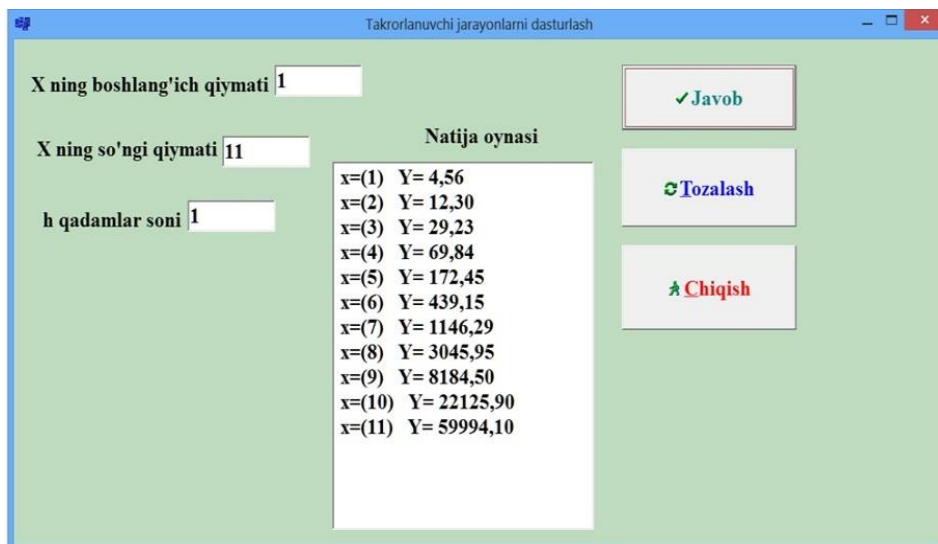 Takrorlanuvchi jarayonlarni dasturlash
X ning boshlang'ich qiymati 1
X ning so'ngi qiymati 11
h qadamlar soni 1
Natija oynasi
x=(1) Y= 4,56
x=(2) Y= 12,30
x=(3) Y= 29,23
x=(4) Y= 69,84
x=(5) Y= 172,45
x=(6) Y= 439,15
x=(7) Y= 1146,29
x=(8) Y= 3045,95
x=(9) Y= 8184,50
x=(10) Y= 22125,90
x=(11) Y= 59994,10
Javob
Tozalash
Chiqish